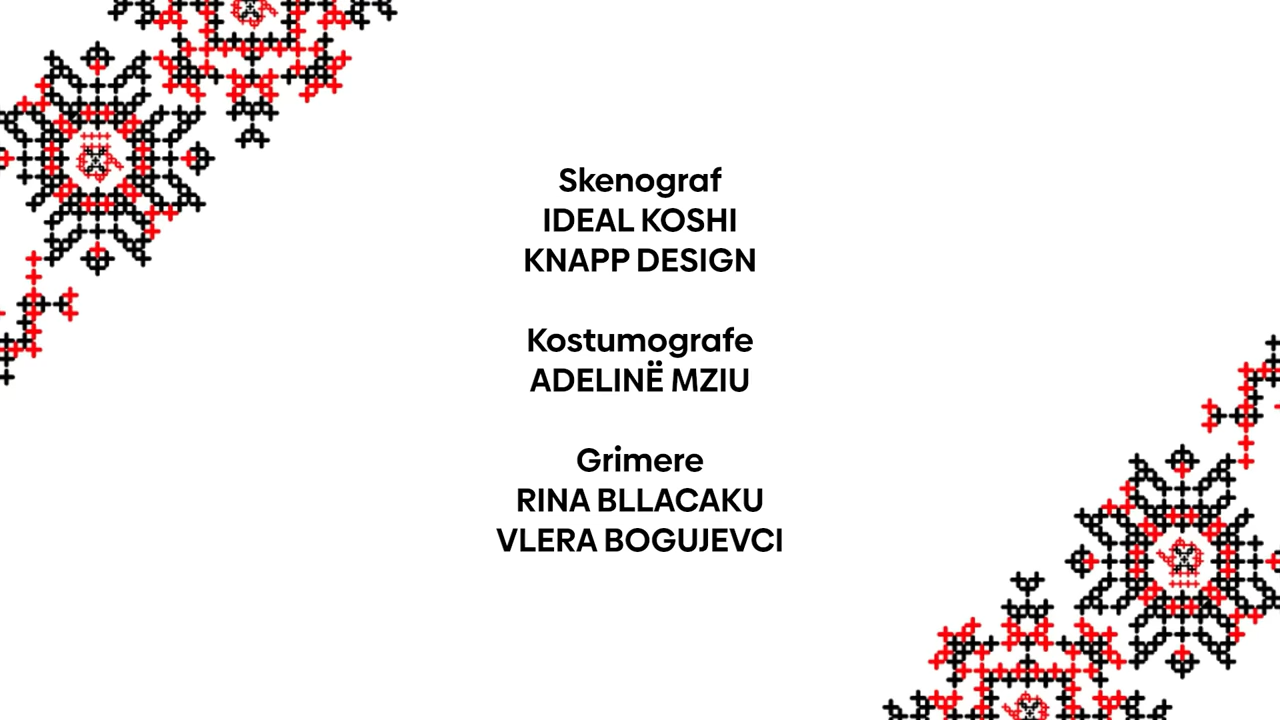 Skenograf
IDEAL KOSHI
KNAPP DESIGN
Kostumografe
ADELINË MZIU
Grimere
RINA BLLACAKU
VLERA BOGUJEVCI